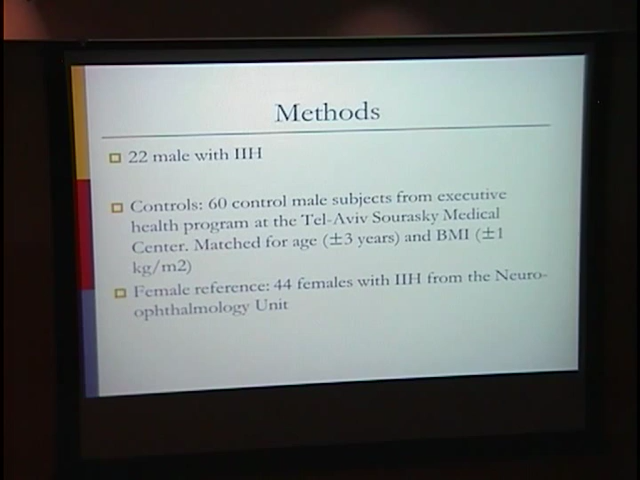 Methods
22 male with IIH
Controls: 60 control male subjects from executive
health program at the Tel-Aviv Sourasky Medical
Center. Matched for age (±3 years) and BMI (±1
kg/m2)
Female reference: 44 females with IIH from the Neuro-
ophthalmology Unit